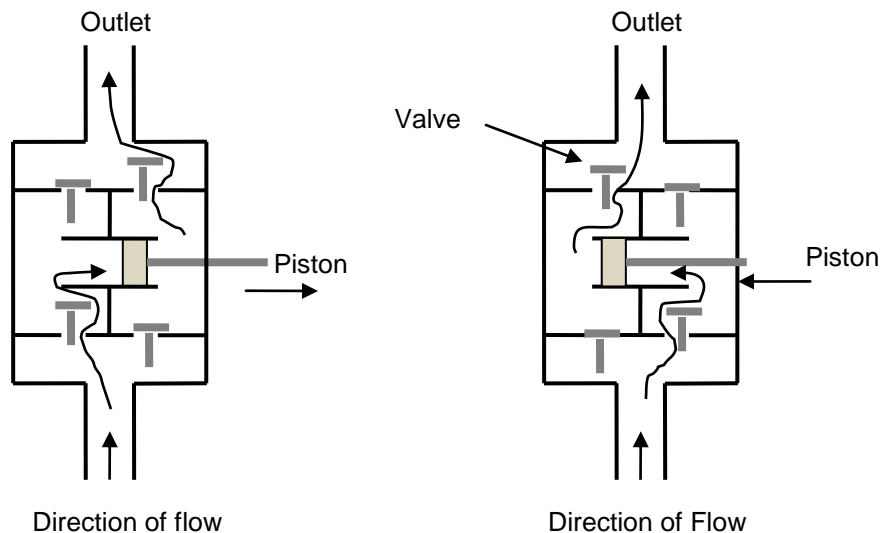 Outlet
Piston
Direction of flow
Outlet
Valve
Piston
Direction of Flow